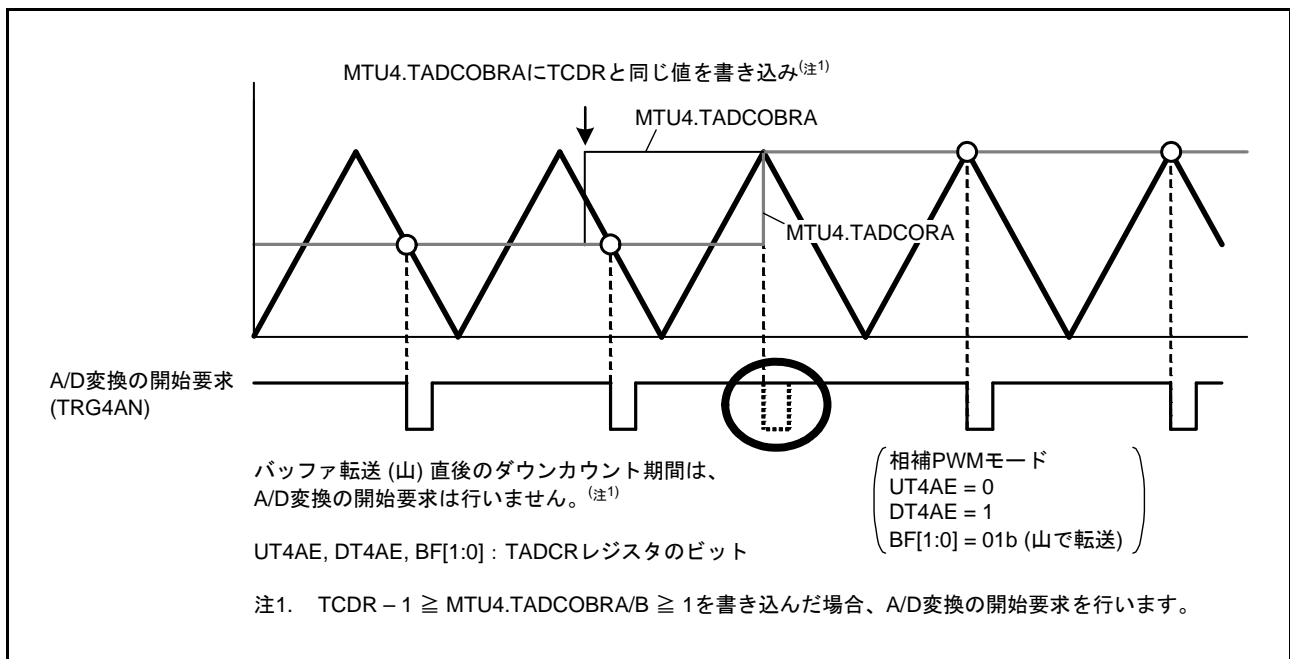 MTU4.TADCOBRAにTCDRと同じ値を書き込み(注1)
MTU4.TADCOBRA
MTU4.TADCORA
A/D変換の開始要求
(TRG4AN)
バッファ転送 (山) 直後のダウンカウント期間は、
A/D変換の開始要求は行いません。(注1)
相補PWMモード
UT4AE = 0
DT4AE = 1
BF[1:0] = 01b (山で転送)
UT4AE, DT4AE, BF[1:0] : TADCRレジスタのビット
注1. TCDR – 1 ≧ MTU4.TADCOBRA/B ≧ 1を書き込んだ場合、A/D変換の開始要求を行います。